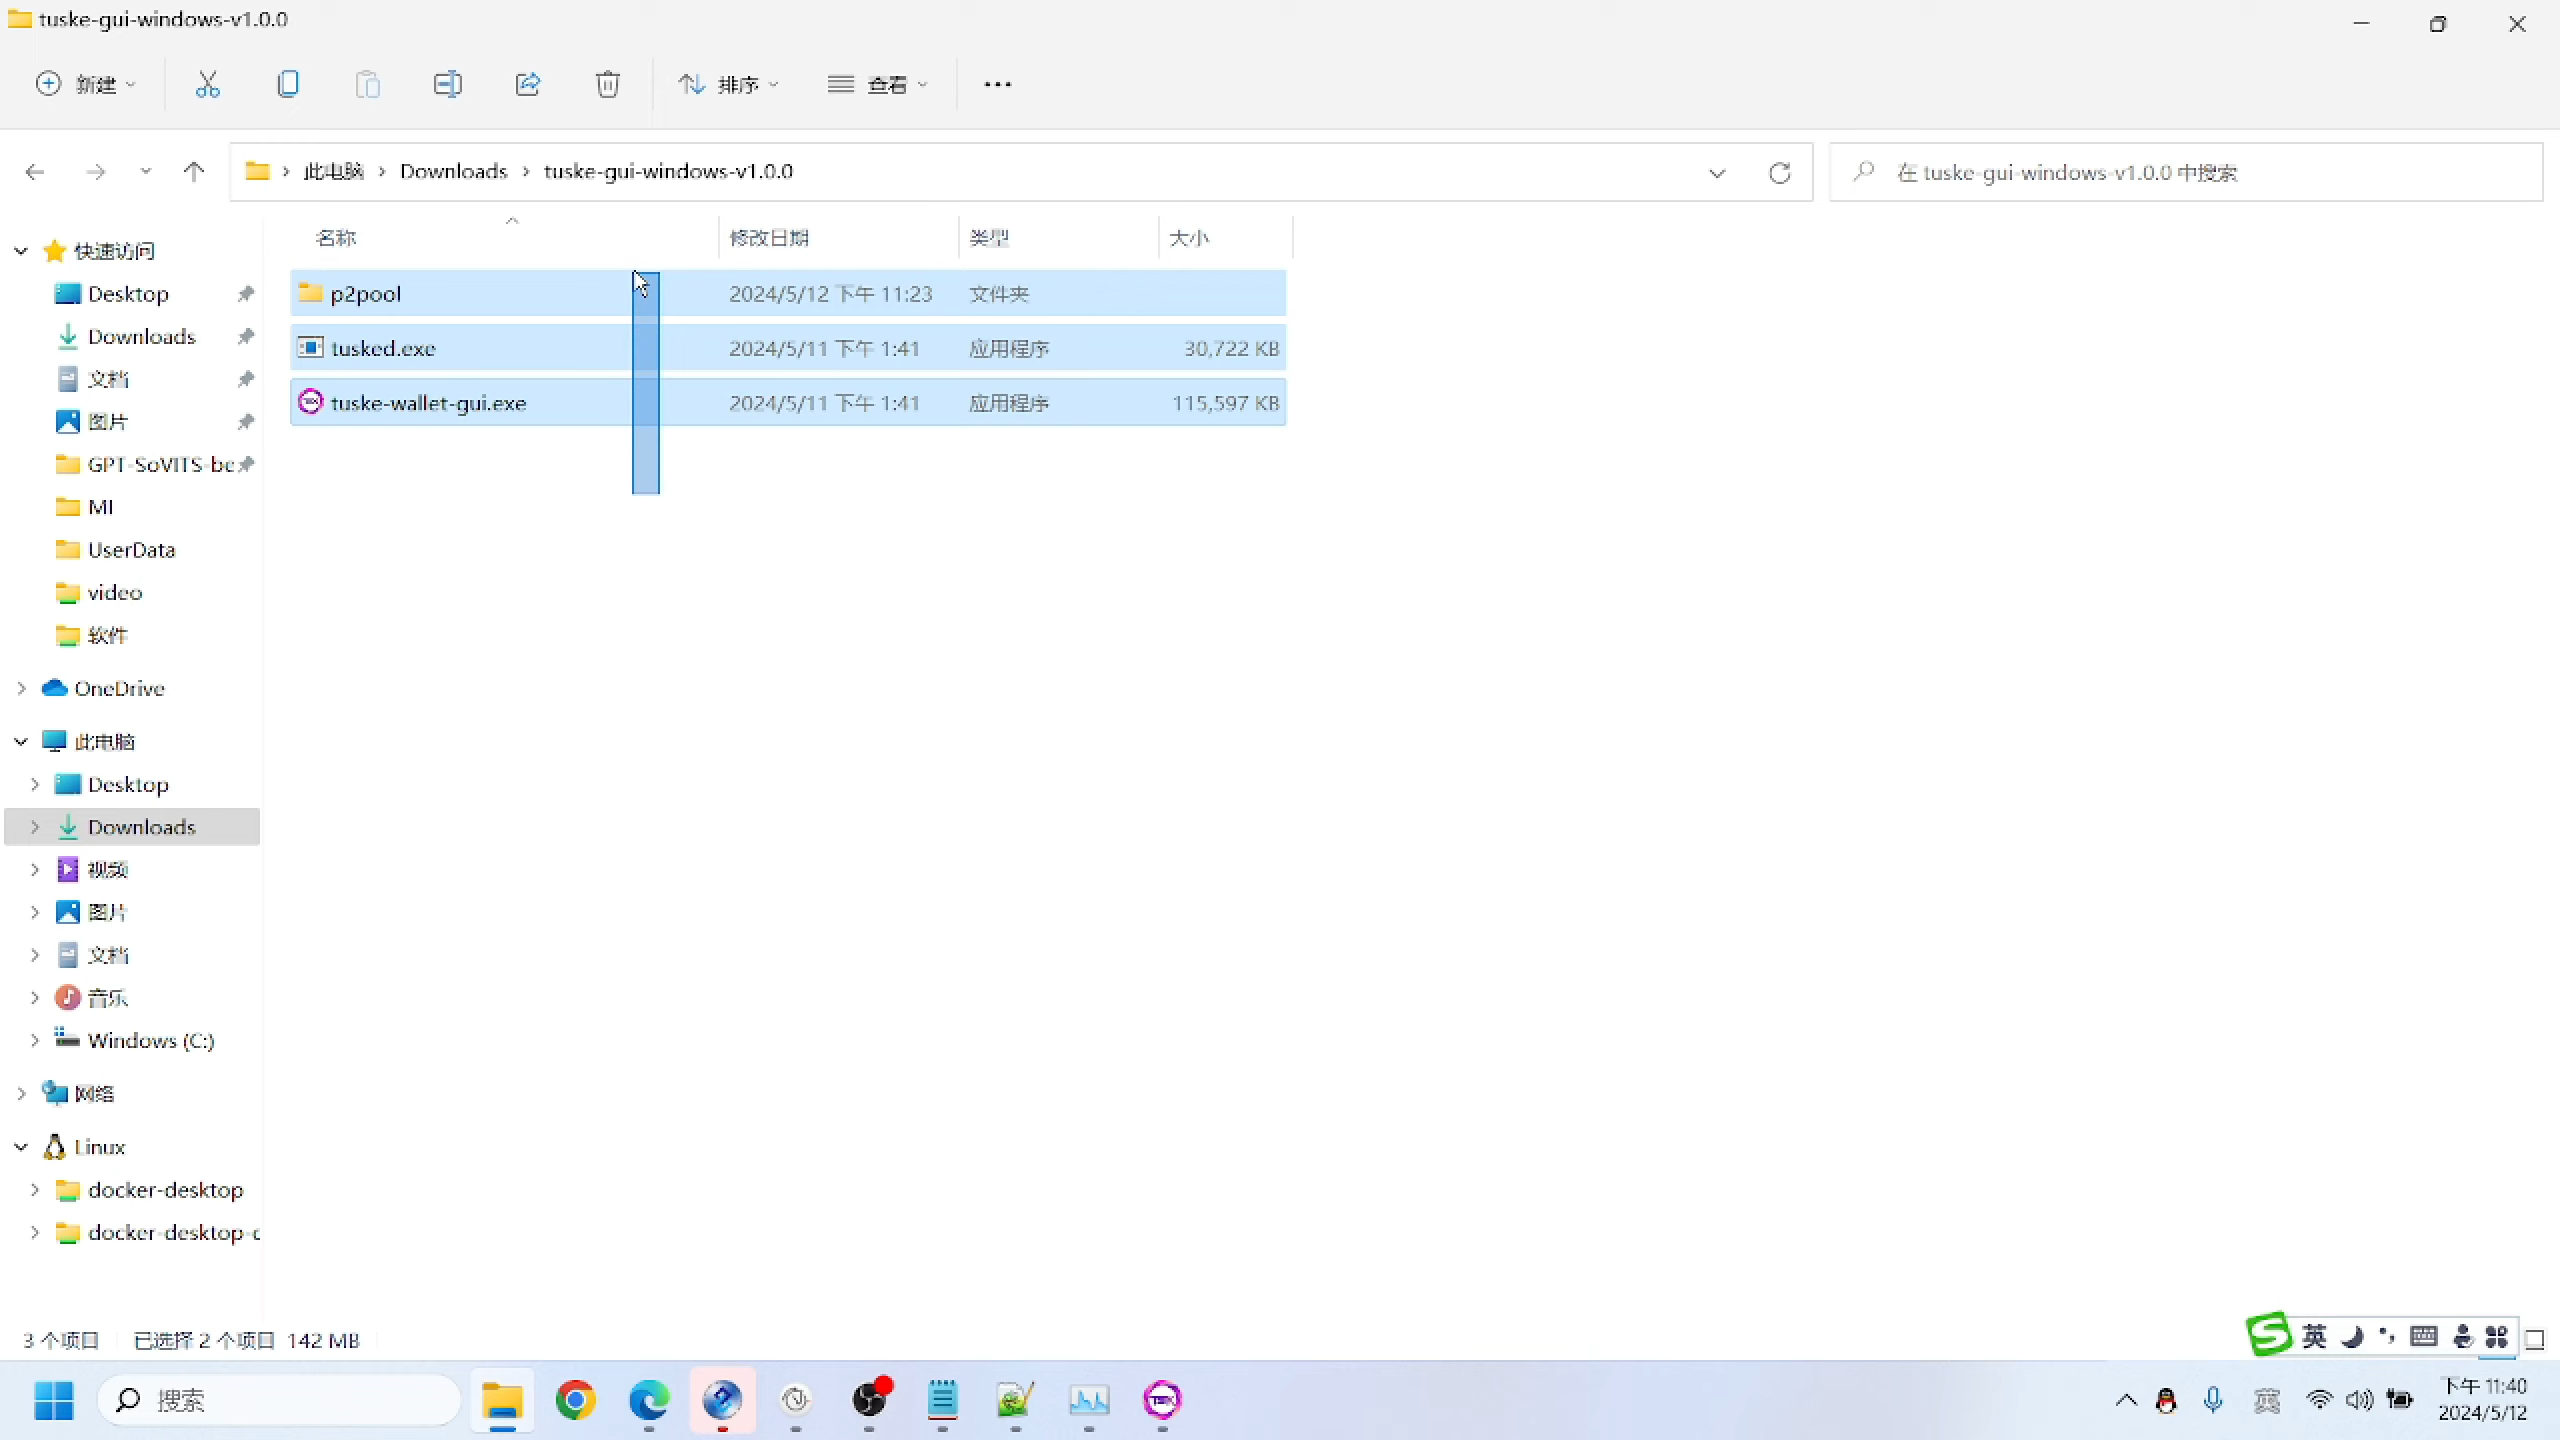 tuske-gui-windows-v1.0.0
新建
排序
查看
此电脑 > Downloads > tuske-gui-windows-v1.0.0
在 tuske-gui-windows-v1.0.0 中搜索
名称 修改日期 类型 大小
p2pool 2024/5/12 下午 11:23 文件夹
tusked.exe 2024/5/11 下午 1:41 应用程序 30,722 KB
tuske-wallet-gui.exe 2024/5/11 下午 1:41 应用程序 115,597 KB
快速访问
Desktop
Downloads
文档
图片
GPT-SoVITS-be
MI
UserData
video
软件
OneDrive
此电脑
Desktop
Downloads
视频
图片
文档
音乐
Windows (C:)
网络
Linux
docker-desktop
docker-desktop-d
3 个项目 已选择 2 个项目 142 MB
英
搜索
英
下午 11:40
2024/5/12